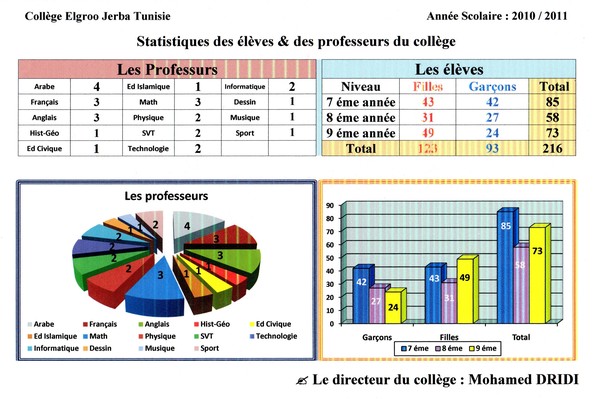 Collège Elgroo Jerba Tunisie Année Scolaire : 2010 / 2011
Statistiques des élèves & des professeurs du collège
Les Professurs Les élèves
Arabe 4 Ed Islamique 1 Informatique 2 Niveau Filles Garçons Total
Français 3 Math 3 Dessin 1 7 éme année 43 42 85
Anglais 3 Physique 2 Musique 1 8 éme année 31 27 58
Hist-Géo 1 SVT 2 Sport 1 9 éme année 49 24 73
Ed Civique 1 Technologie 2 Total 123 93 216
Les professeurs
4 3 3 1 1 1 3 2 2 2 2 1 1 2
Arabe Français Anglais Hist-Géo Ed Civique
Ed Islamique Math Physique SVT Technologie
Informatique Dessin Musique Sport
90
80
70
60
50
40
30
20
10
0
42 27 24 43 31 49 85 58 73
Garçons Filles Total
7 éme 8 éme 9 éme
Le directeur du collège : Mohamed DRIDI